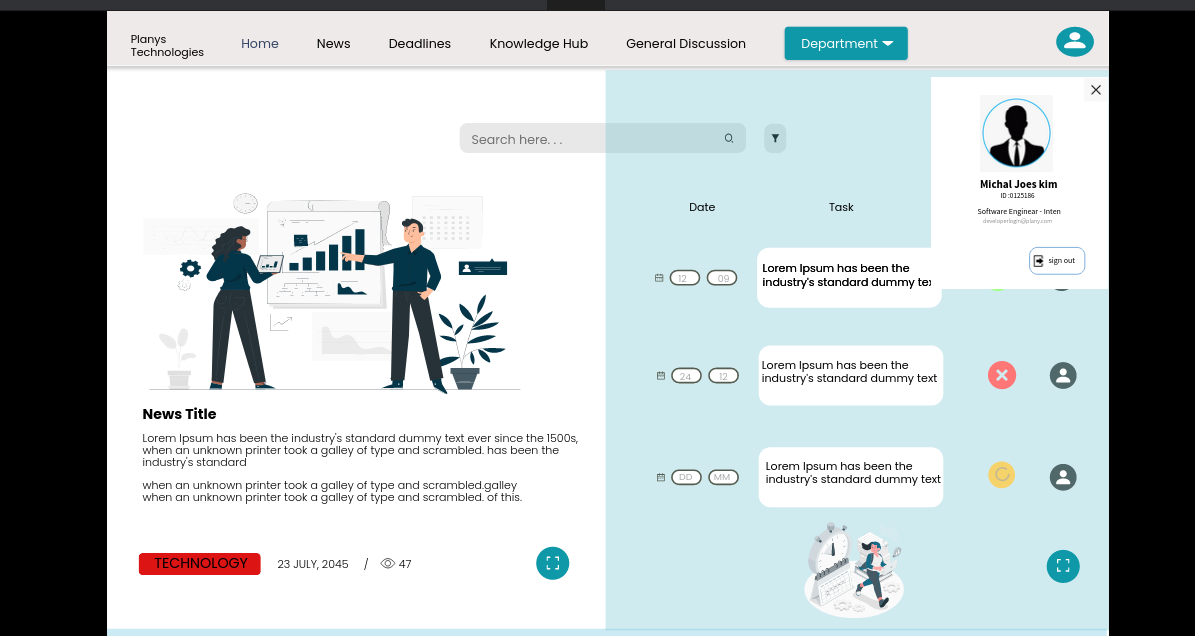 Planys
Technologies
Home
News
Deadlines
Knowledge Hub
General Discussion
Department
Search here. . .
Michal Joes kim
ID :0125186
Software Enginear - Inten
developerlogin@plany.com
sign out
Date
Task
12
09
Lorem Ipsum has been the
industry's standard dummy te
24
12
Lorem Ipsum has been the
industry's standard dummy text
DD
MM
Lorem Ipsum has been the
industry's standard dummy text
News Title
Lorem Ipsum has been the industry's standard dummy text ever since the 1500s,
when an unknown printer took a galley of type and scrambled. has been the
industry's standard
when an unknown printer took a galley of type and scrambled.galley
when an unknown printer took a galley of type and scrambled. of this.
TECHNOLOGY
23 JULY, 2045
/
47